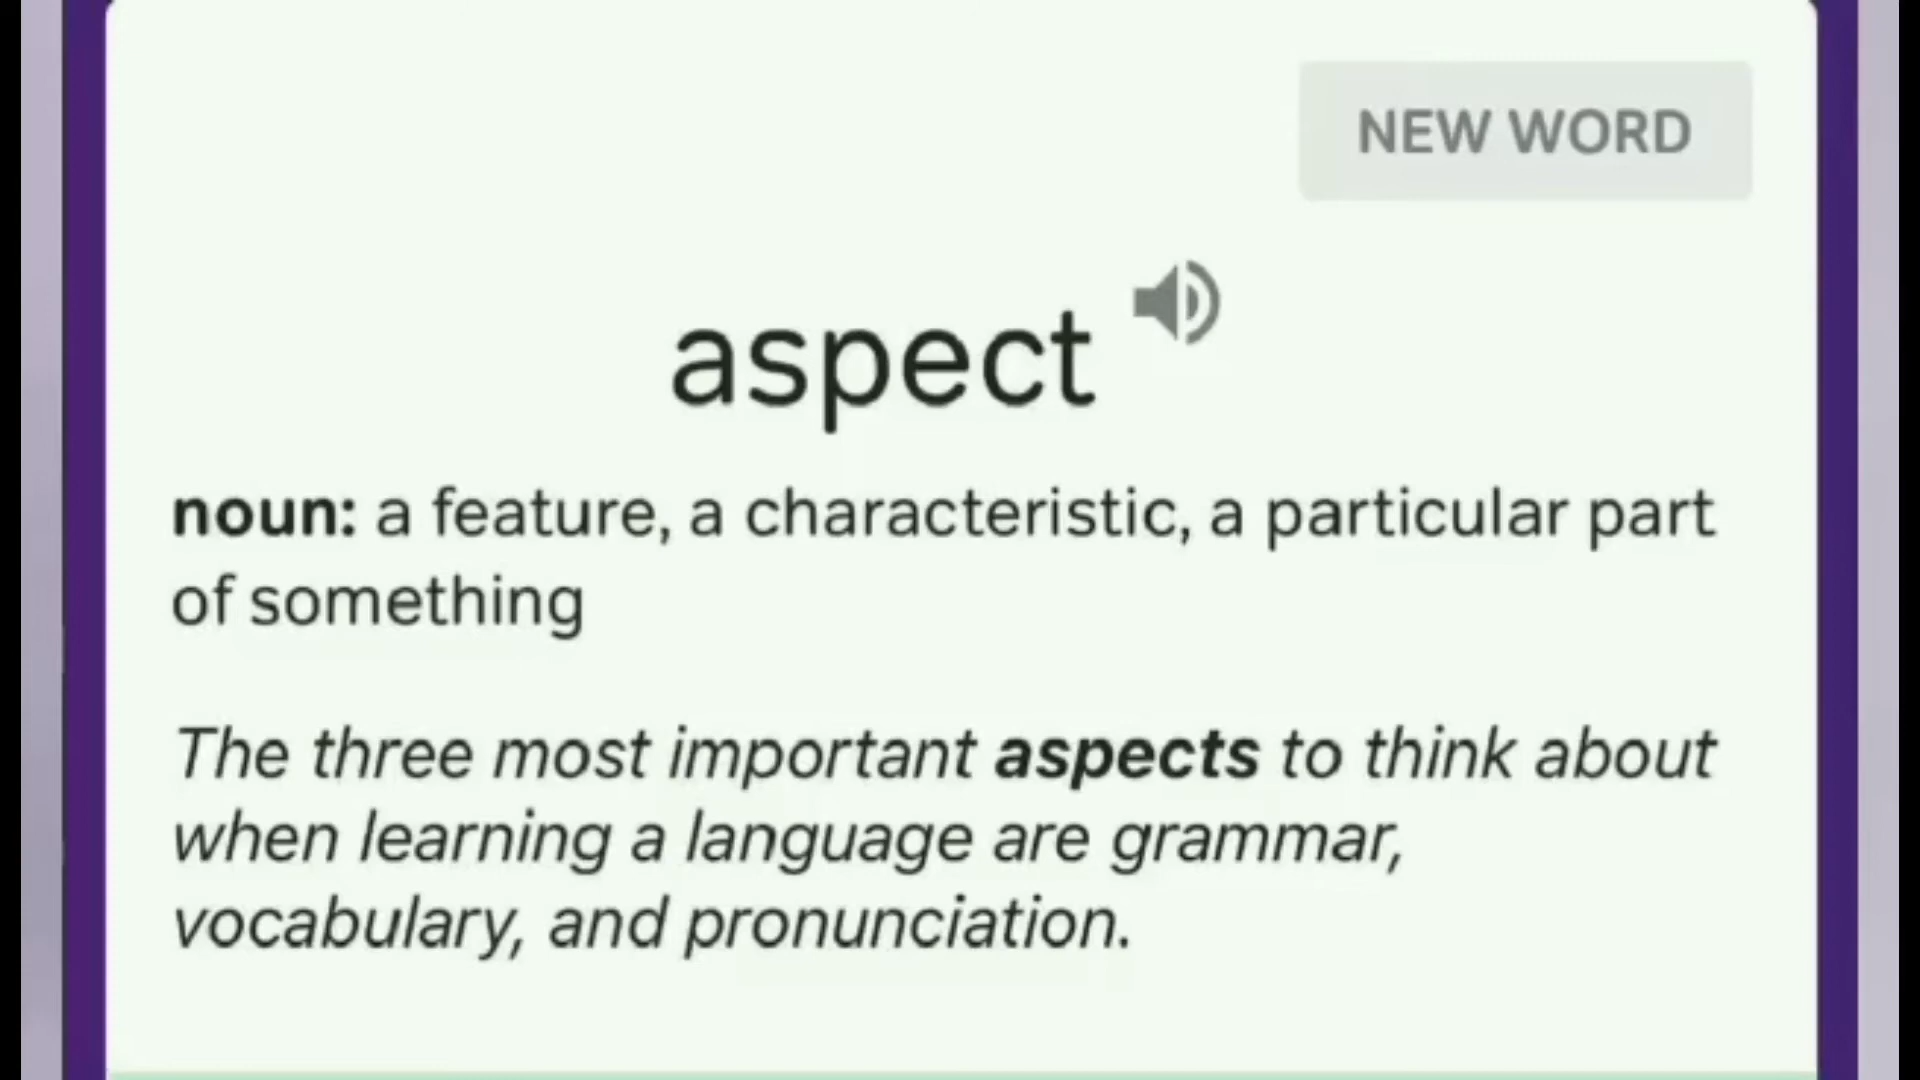 NEW WORD
aspect
noun: a feature, a characteristic, a particular part
of something
The three most important aspects to think about
when learning a language are grammar,
vocabulary, and pronunciation.